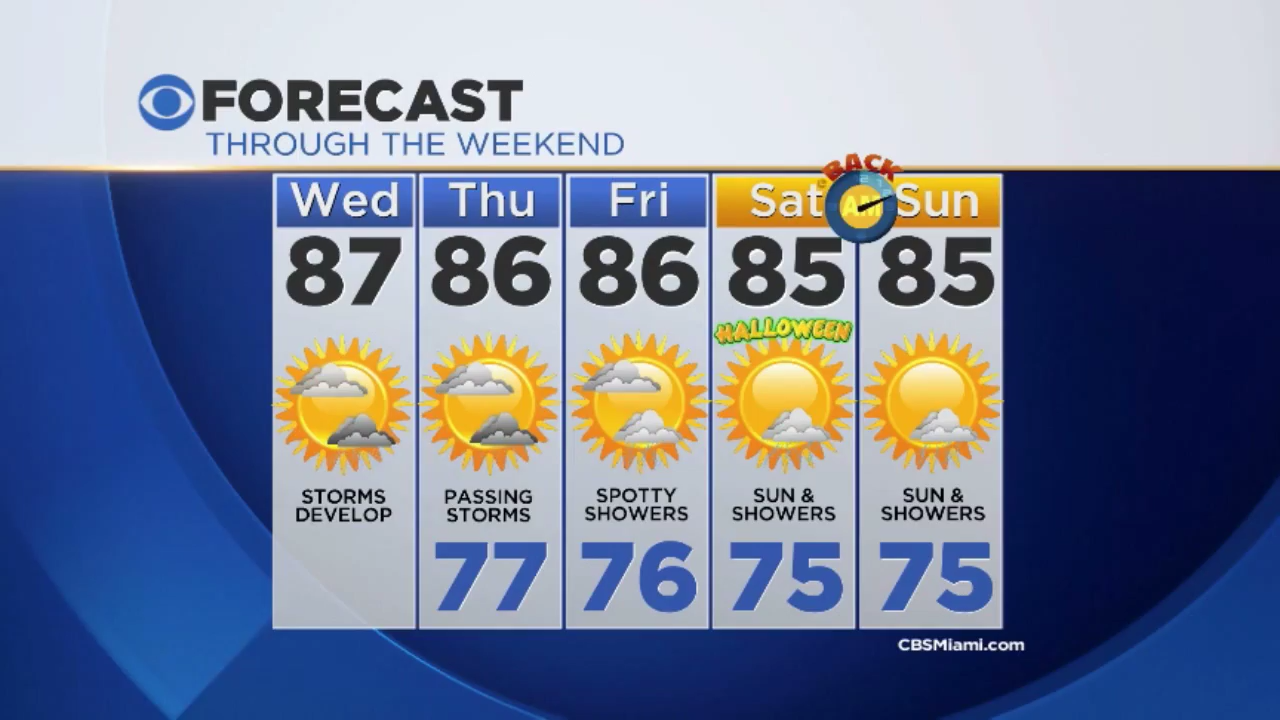 FORECAST
THROUGH THE WEEKEND
BACK
Wed Thu Fri Sat AM Sun
87 86 86 85 85
HALLOWEEN
STORMS DEVELOP
PASSING STORMS
SPOTTY SHOWERS
SUN & SHOWERS
SUN & SHOWERS
77 76 75 75
CBSMiami.com